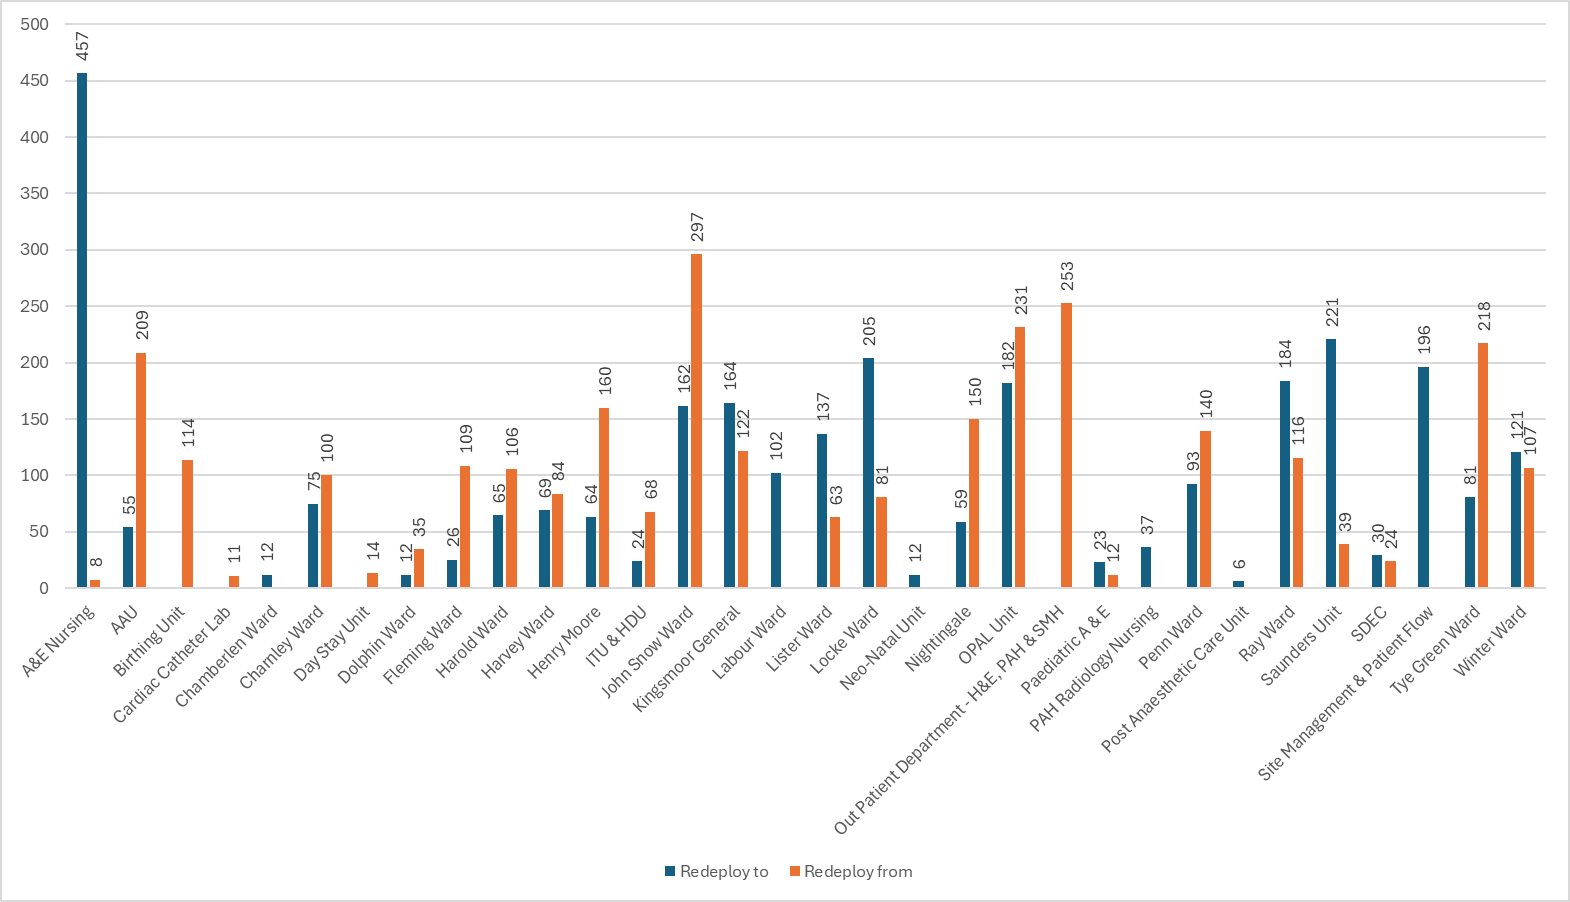 500
450
400
350
300
250
200
150
100
50
0
457
8
55
209
114
11
12
75
100
14
12
35
26
109
65
106
69
84
64
160
24
68
162
297
164
122
102
137
63
205
81
12
59
150
182
231
253
23
12
37
93
140
6
184
116
221
39
30
24
196
81
218
121
107
A&E Nursing
AAU
Birthing Unit
Cardiac Catheter Lab
Chamberlen Ward
Charnley Ward
Day Stay Unit
Dolphin Ward
Fleming Ward
Harold Ward
Harvey Ward
Henry Moore
ITU & HDU
John Snow Ward
Kingsmoor General
Labour Ward
Lister Ward
Locke Ward
Neo-Natal Unit
Nightingale
OPAL Unit
Out Patient Department - H&E, PAH & SMH
Paediatric A & E
PAH Radiology Nursing
Penn Ward
Post Anaesthetic Care Unit
Ray Ward
Saunders Unit
SDEC
Site Management & Patient Flow
Tye Green Ward
Winter Ward
Redeploy to
Redeploy from